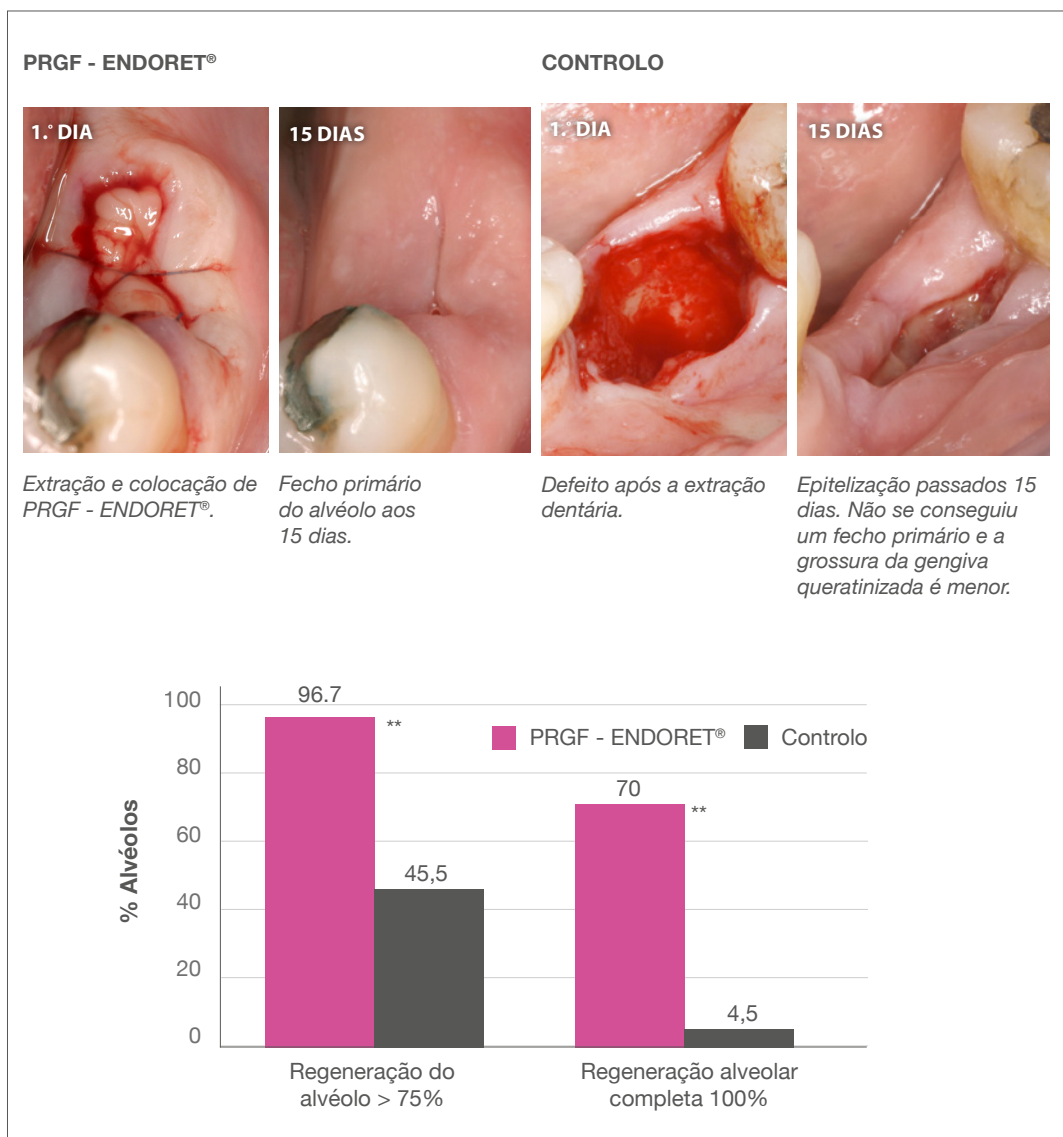 PRGF - ENDORET®
CONTROLO
1.º DIA
15 DIAS
1.º DIA
15 DIAS
Extração e colocação de
PRGF - ENDORET®.
Fecho primário
do alvéolo aos
15 dias.
Defeito após a extração
dentária.
Epitelização passados 15
dias. Não se conseguiu
um fecho primário e a
grossura da gengiva
queratinizada é menor.
% Alvéolos
100
80
60
40
20
0
96.7
**
45,5
PRGF - ENDORET®
Controlo
70
**
4,5
Regeneração do
alvéolo > 75%
Regeneração alveolar
completa 100%